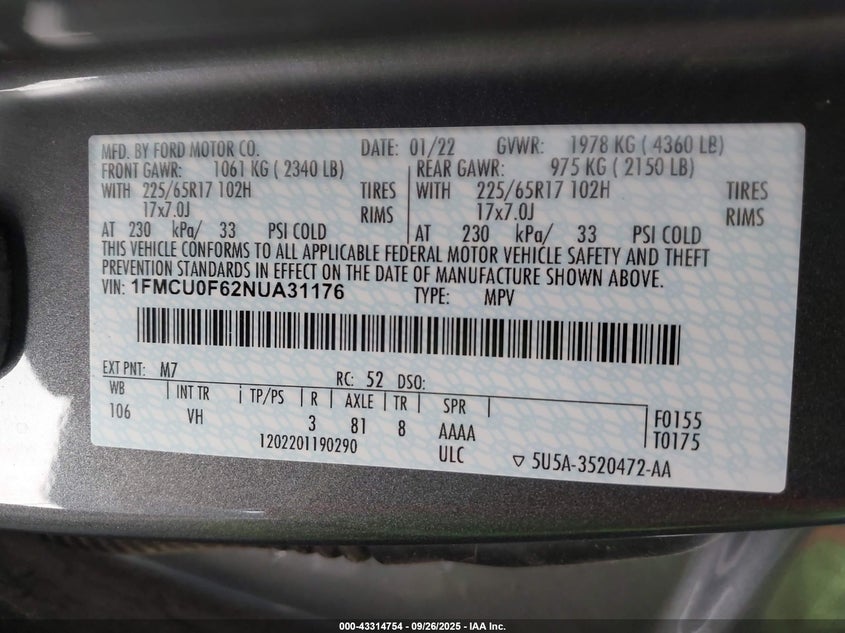 MFD. BY FORD MOTOR CO. DATE: 01/22 GVWR: 1978 KG ( 4360 LB)
FRONT GAWR: 1061 KG ( 2340 LB) REAR GAWR: 975 KG ( 2150 LB)
WITH 225/65R17 102H TIRES WITH 225/65R17 102H TIRES
17x7.0J RIMS 17x7.0J RIMS
AT 230 kPa/ 33 PSI COLD AT 230 kPa/ 33 PSI COLD
THIS VEHICLE CONFORMS TO ALL APPLICABLE FEDERAL MOTOR VEHICLE SAFETY AND THEFT
PREVENTION STANDARDS IN EFFECT ON THE DATE OF MANUFACTURE SHOWN ABOVE.
VIN: 1FMCU0F62NUA31176 TYPE: MPV
EXT PNT: M7 RC: 52 DSO:
WB INT TR TP/PS R AXLE TR SPR
106 VH 3 81 8 AAAA F0155
1202201190290 ULC T0175
5U5A-3520472-AA
000-43314754 - 09/26/2025 - IAA Inc.